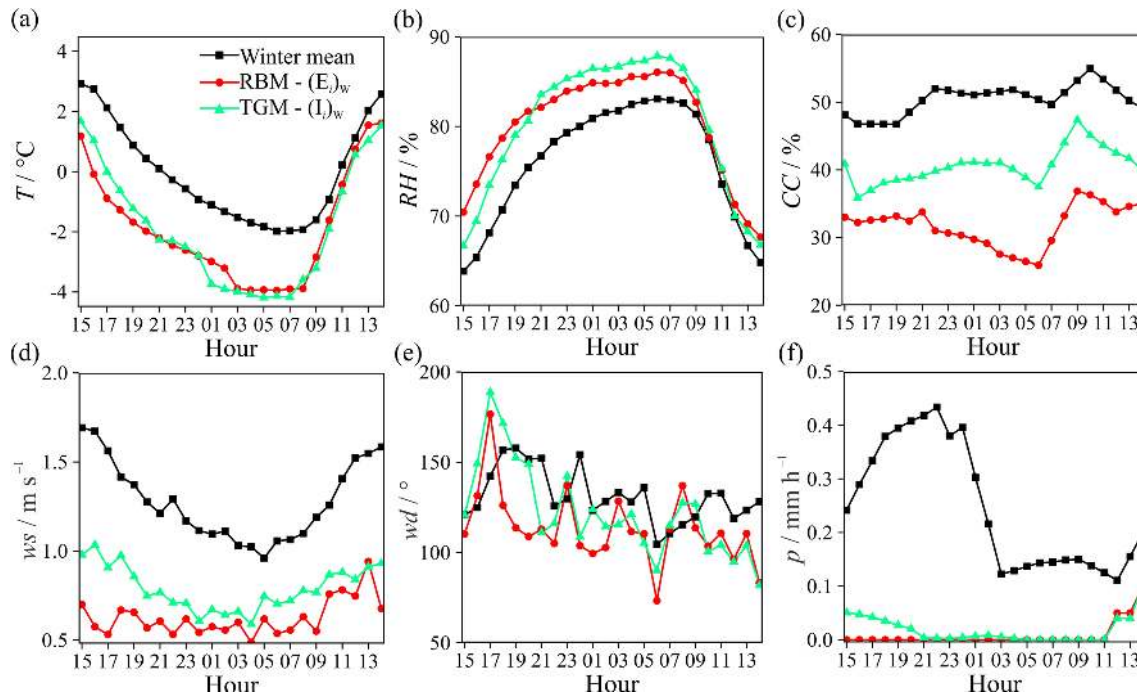 (a)
(b)
(c)
4
2
0
-2
-4
T / °C
Winter mean
RBM - (Eᵢ)w
TGM - (I)ᵢ)w
15 17 19 21 23 01 03 05 07 09 11 13
Hour
90
80
70
60
RH / %
15 17 19 21 23 01 03 05 07 09 11 13
Hour
60
50
40
30
20
CC / %
15 17 19 21 23 01 03 05 07 09 11 13
Hour
(d)
(e)
(f)
2.0
1.5
1.0
0.5
ws / m s⁻¹
15 17 19 21 23 01 03 05 07 09 11 13
Hour
200
150
100
50
wd / °
15 17 19 21 23 01 03 05 07 09 11 13
Hour
0.5
0.4
0.3
0.2
0.1
0.0
p / mm h⁻¹
15 17 19 21 23 01 03 05 07 09 11 13
Hour